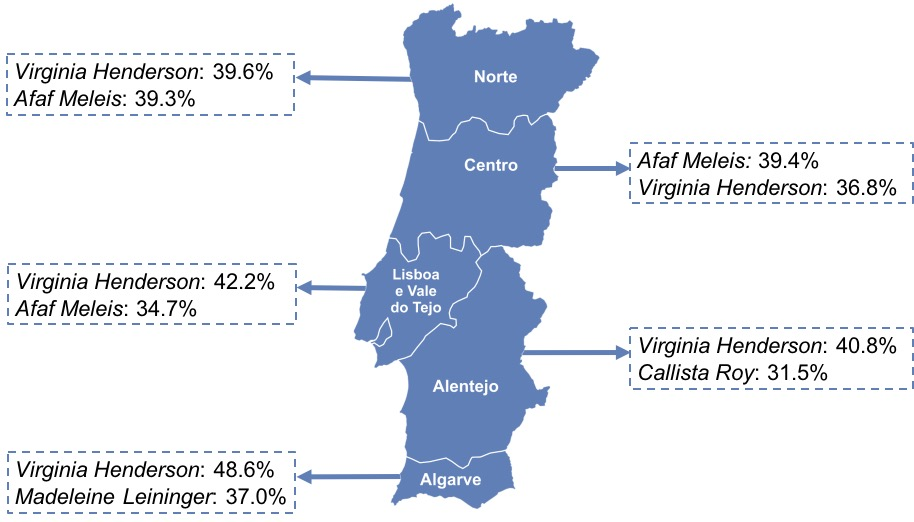 Virginia Henderson: 39.6%
Afaf Meleis: 39.3%
Norte
Centro
Afaf Meleis: 39.4%
Virginia Henderson: 36.8%
Virginia Henderson: 42.2%
Afaf Meleis: 34.7%
Lisboa
e Vale
do Tejo
Virginia Henderson: 40.8%
Callista Roy: 31.5%
Alentejo
Virginia Henderson: 48.6%
Madeleine Leininger: 37.0%
Algarve